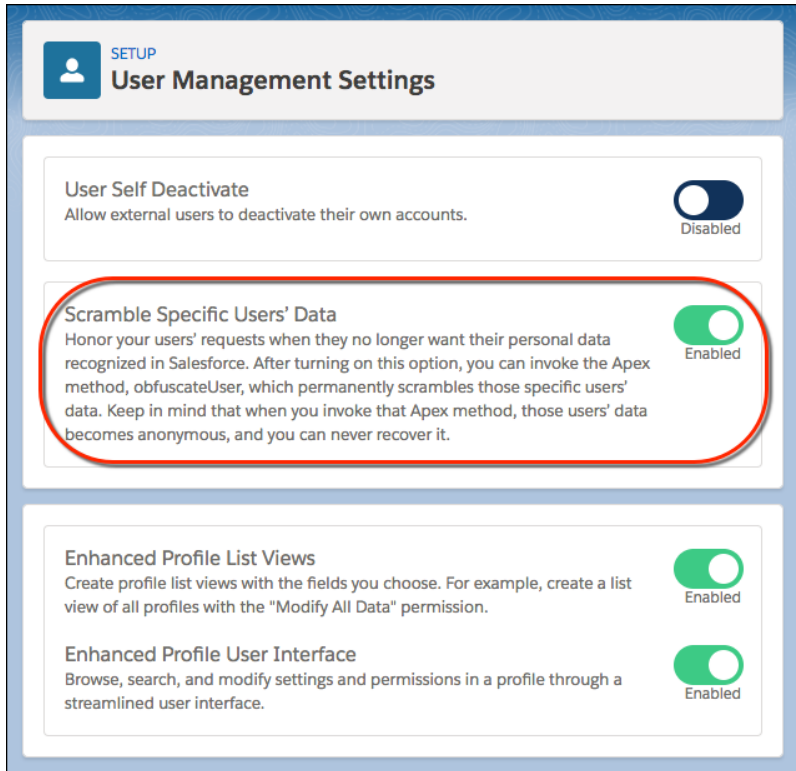 SETUP
User Management Settings
User Self Deactivate
Allow external users to deactivate their own accounts.
Disabled
Scramble Specific Users' Data
Honor your users' requests when they no longer want their personal data
recognized in Salesforce. After turning on this option, you can invoke the Apex
method, obfuscateUser, which permanently scrambles those specific users'
data. Keep in mind that when you invoke that Apex method, those users' data
becomes anonymous, and you can never recover it.
Enabled
Enhanced Profile List Views
Create profile list views with the fields you choose. For example, create a list
view of all profiles with the "Modify All Data" permission.
Enabled
Enhanced Profile User Interface
Browse, search, and modify settings and permissions in a profile through a
streamlined user interface.
Enabled